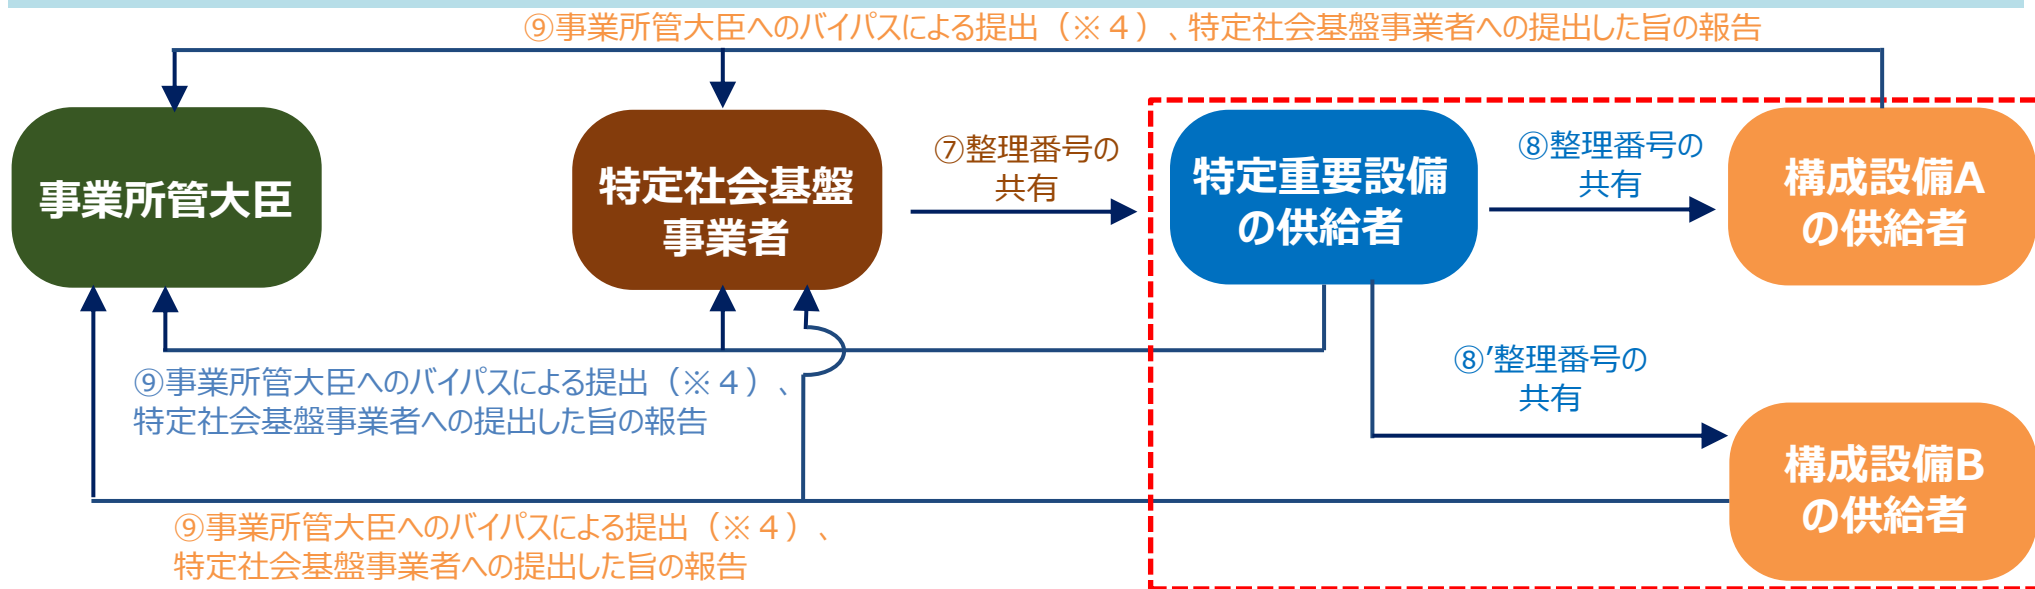 ⑨事業所管大臣へのバイパスによる提出（※４）、特定社会基盤事業者への提出した旨の報告
事業所管大臣
特定社会基盤
事業者
⑦整理番号の
共有
特定重要設備
の供給者
⑧整理番号の
共有
構成設備A
の供給者
⑨事業所管大臣へのバイパスによる提出（※４）、
特定社会基盤事業者への提出した旨の報告
⑧’整理番号の
共有
構成設備B
の供給者
⑨事業所管大臣へのバイパスによる提出（※４）、
特定社会基盤事業者への提出した旨の報告